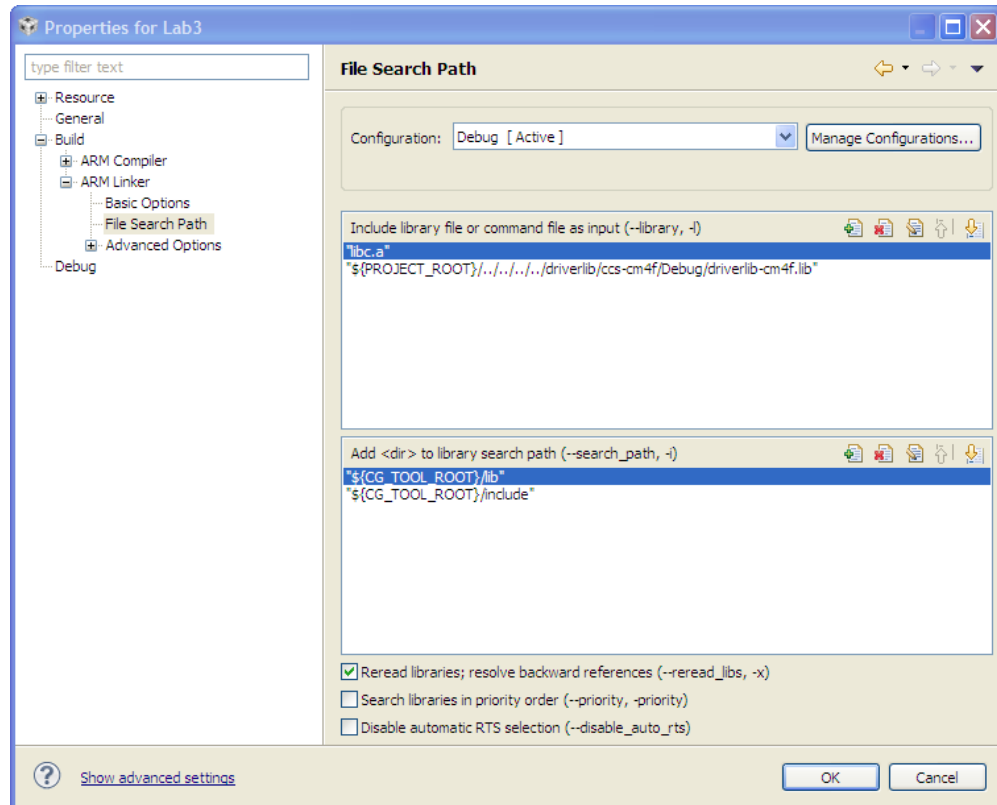 Properties for Lab3
type filter text
Resource
General
Build
ARM Compiler
ARM Linker
Basic Options
File Search Path
Advanced Options
Debug
File Search Path
Configuration: Debug [ Active ] Manage Configurations...
Include library file or command file as input (--library, -l)
"libc.a"
"${PROJECT_ROOT}/../../../../driverlib/ccs-cm4f/Debug/driverlib-cm4f.lib"
Add <dir> to library search path (--search_path, -i)
"${CG_TOOL_ROOT}/lib"
"${CG_TOOL_ROOT}/include"
Reread libraries; resolve backward references (--reread_libs, -x)
Search libraries in priority order (--priority, -priority)
Disable automatic RTS selection (--disable_auto_rts)
? Show advanced settings OK Cancel